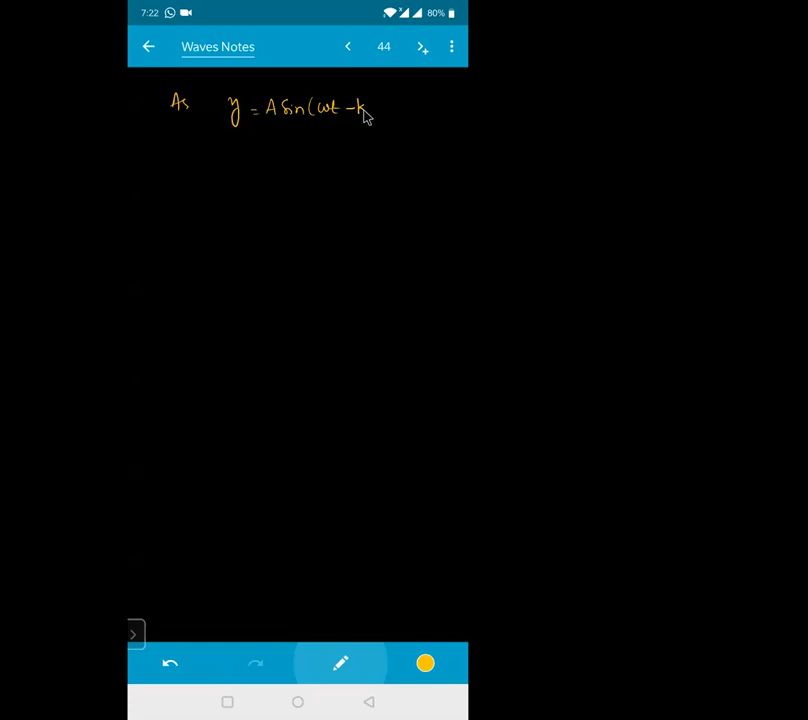 7:22 80%
Waves Notes 44
As y = A sin(ωt - k